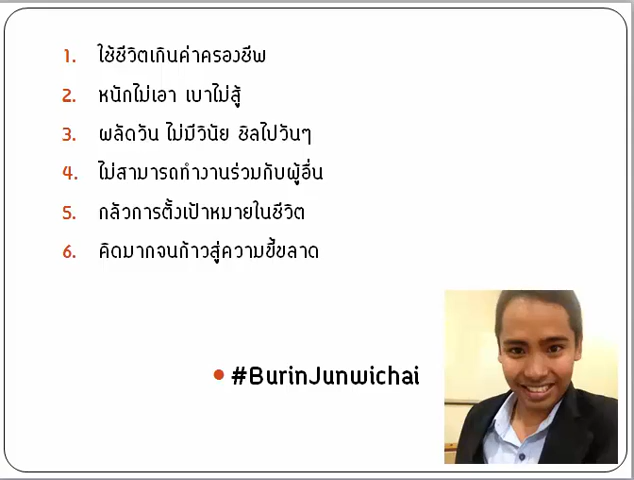 1. ใช้ชีวิตเกินค่าครองชีพ
2. หนักไม่เอา เบาไม่สู้
3. ผลัดวัน ไม่มีวินัย ชิลไปวันๆ
4. ไม่สามารถทำงานร่วมกับผู้อื่น
5. กลัวการตั้งเป้าหมายในชีวิต
6. คิดมากจนก้าวสู่ความขี้ขลาด
• #BurinJunwichai